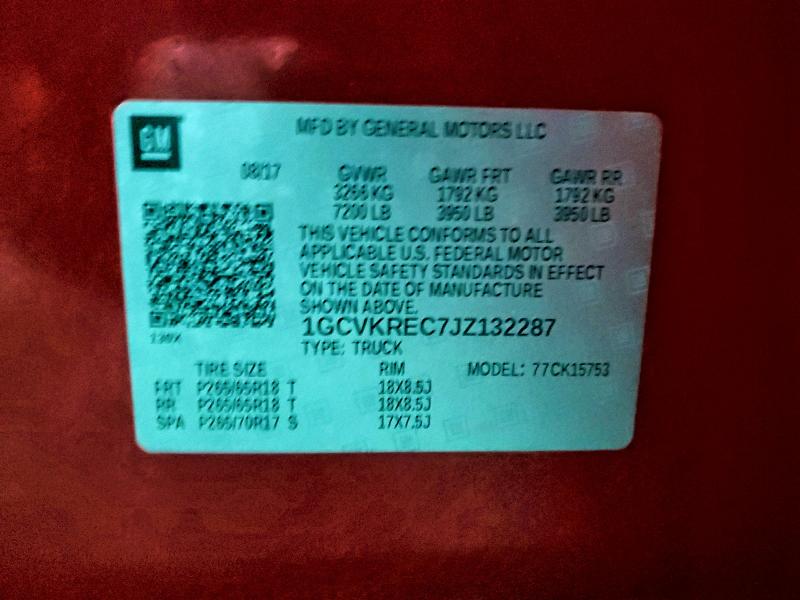 GM
MFD BY GENERAL MOTORS LLC
08/17 GVWR GAWR FRT GAWR RR
3266 KG 1792 KG 1792 KG
7200 LB 3950 LB 3950 LB
THIS VEHICLE CONFORMS TO ALL
APPLICABLE U.S. FEDERAL MOTOR
VEHICLE SAFETY STANDARDS IN EFFECT
ON THE DATE OF MANUFACTURE
SHOWN ABOVE.
1GCVKREC7JZ132287
TYPE: TRUCK
TIRE SIZE RIM MODEL: 77CK15753
FRT P265/65R18 T 18X8.5J
RR P265/65R18 T 18X8.5J
SPA P265/70R17 S 17X7.5J